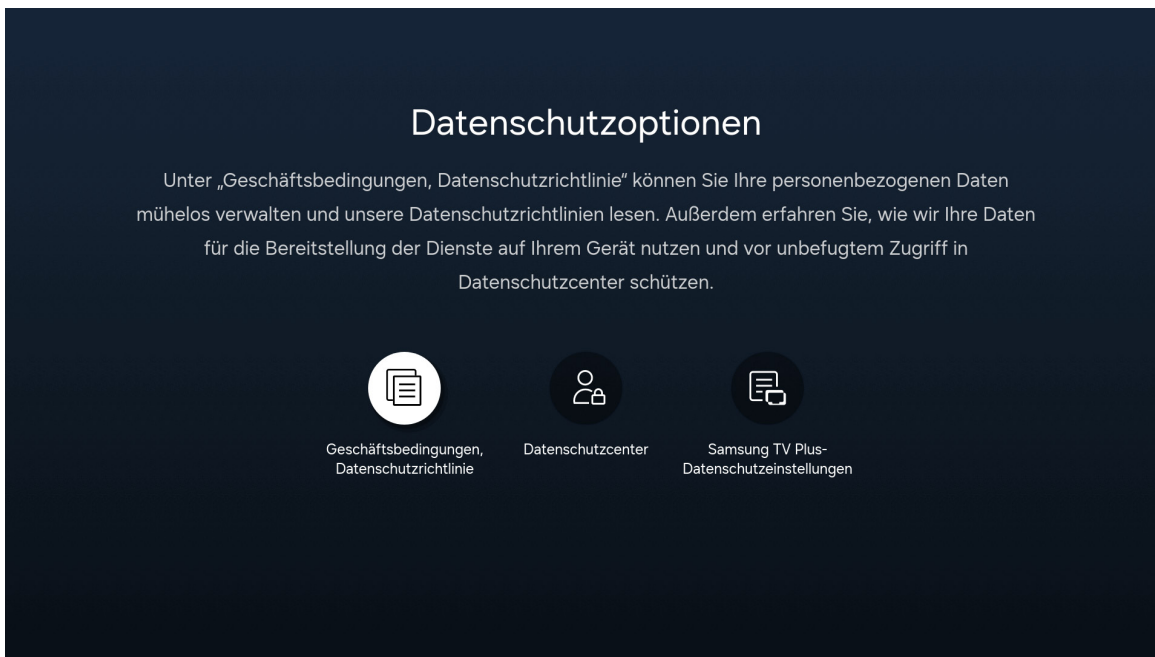 Datenschutzoptionen
Unter „Geschäftsbedingungen, Datenschutzrichtlinie“ können Sie Ihre personenbezogenen Daten
mühelos verwalten und unsere Datenschutzrichtlinien lesen. Außerdem erfahren Sie, wie wir Ihre Daten
für die Bereitstellung der Dienste auf Ihrem Gerät nutzen und vor unbefugtem Zugriff in
Datenschutzcenter schützen.
Geschäftsbedingungen,
Datenschutzrichtlinie
Datenschutzcenter
Samsung TV Plus-
Datenschutzeinstellungen